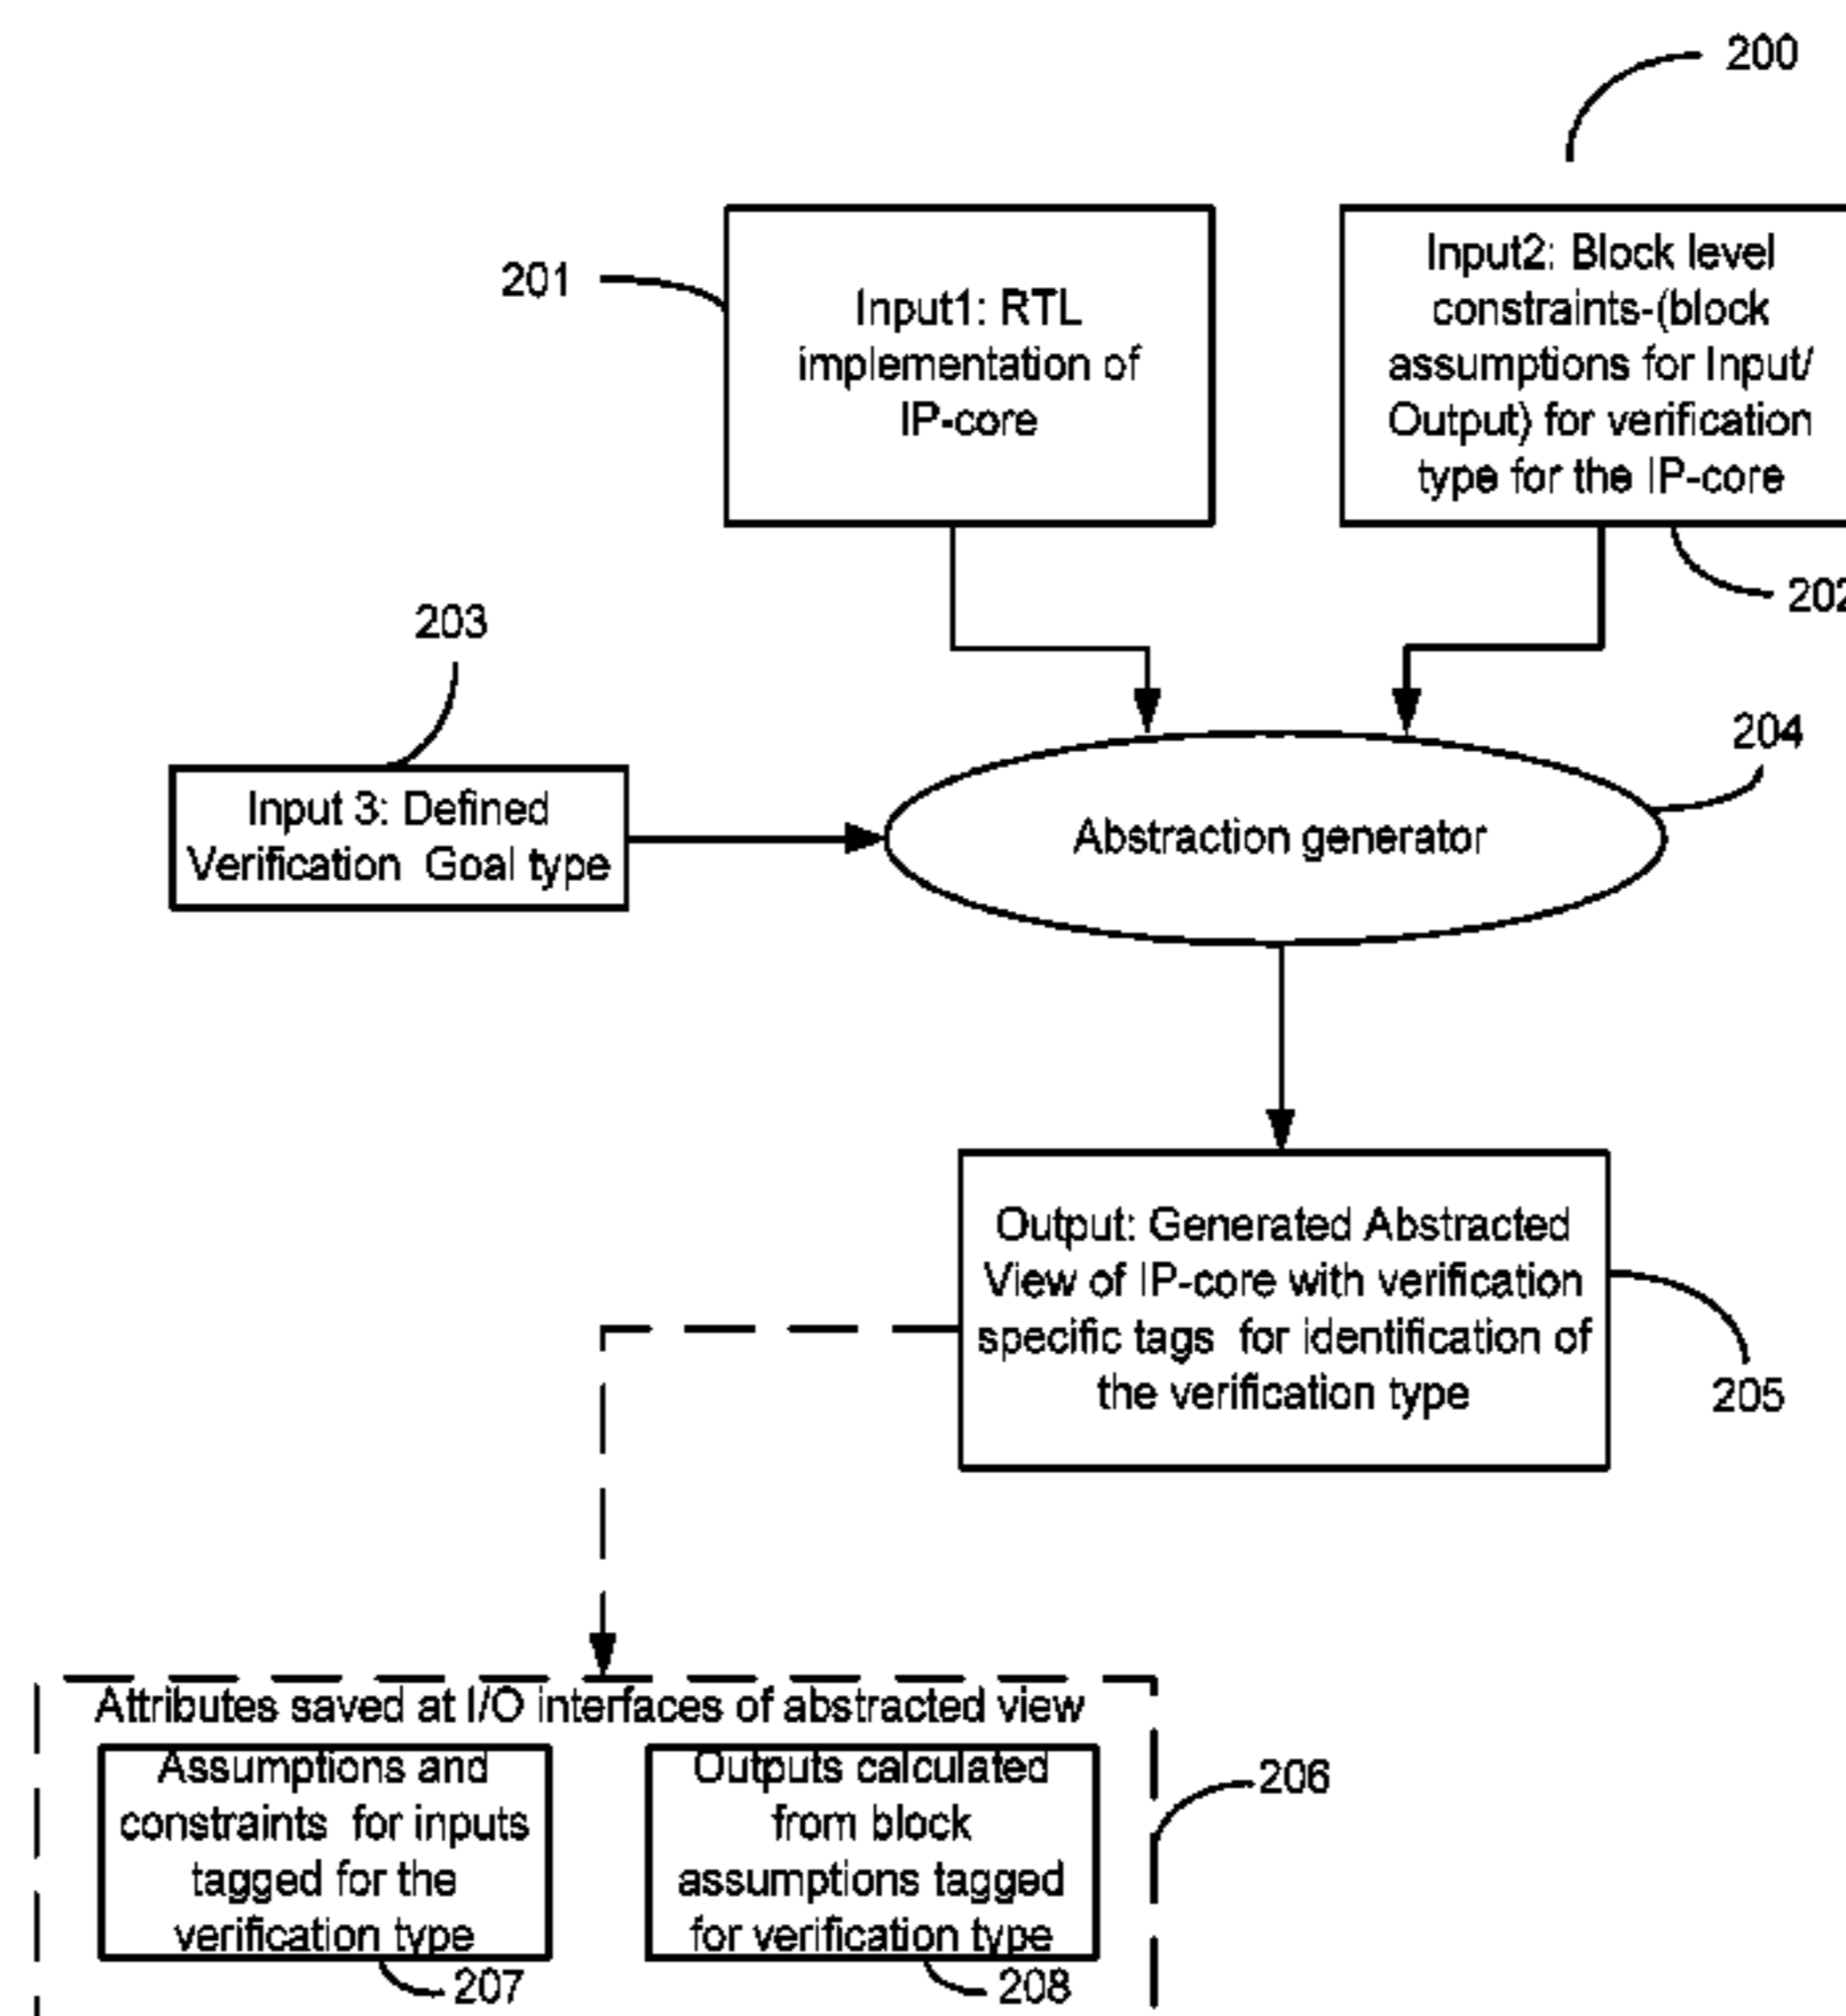 200
201
Input1: RTL
implementation of
IP-core
Input2: Block level
constraints-(block
assumptions for Input/
Output) for verification
type for the IP-core
202
203
Input 3: Defined
Verification Goal type
204
Abstraction generator
Output: Generated Abstracted
View of IP-core with verification
specific tags for identification of
the verification type
205
Attributes saved at I/O interfaces of abstracted view
Assumptions and
constraints for inputs
tagged for the
verification type
Outputs calculated
from block
assumptions tagged
for verification type
206
207
208